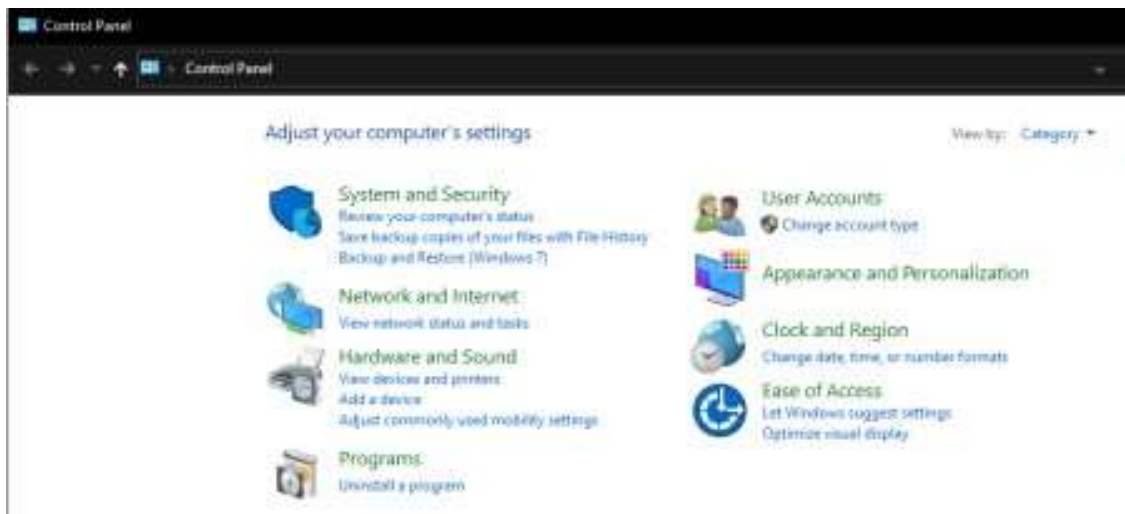 Control Panel
Control Panel
Adjust your computer's settings
View by: Category
System and Security
Review your computer's status
Save backup copies of your files with File History
Backup and Restore (Windows 7)
Network and Internet
View network status and tasks
Hardware and Sound
View devices and printers
Add a device
Adjust commonly used mobility settings
Programs
Uninstall a program
User Accounts
Change account type
Appearance and Personalization
Clock and Region
Change date, time, or number formats
Ease of Access
Let Windows suggest settings
Optimize visual display